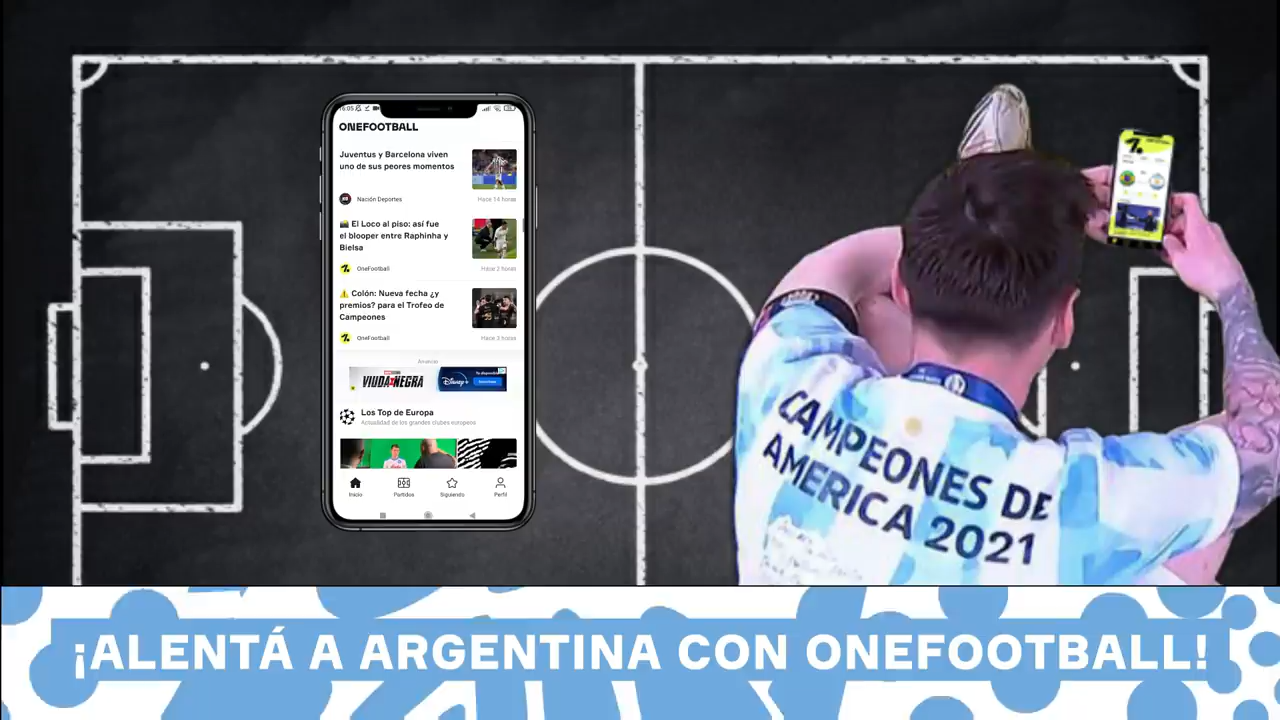 16:05
ONEFOOTBALL
Juventus y Barcelona viven
uno de sus peores momentos
Nación Deportes
Hace 14 horas
El Loco al piso: así fue
el blooper entre Raphinha y
Bielsa
OneFootball
Hace 2 horas
Colón: Nueva fecha ¿y
premios? para el Trofeo de
Campeones
OneFootball
Hace 3 horas
Anuncio
VIUDA NEGRA
Disney+
Los Top de Europa
Actualidad de los grandes clubes europeos
Inicio
Partidos
Siguiendo
Perfil
CAMPEONES DE
AMERICA 2021
¡ALENTÁ A ARGENTINA CON ONEFOOTBALL!